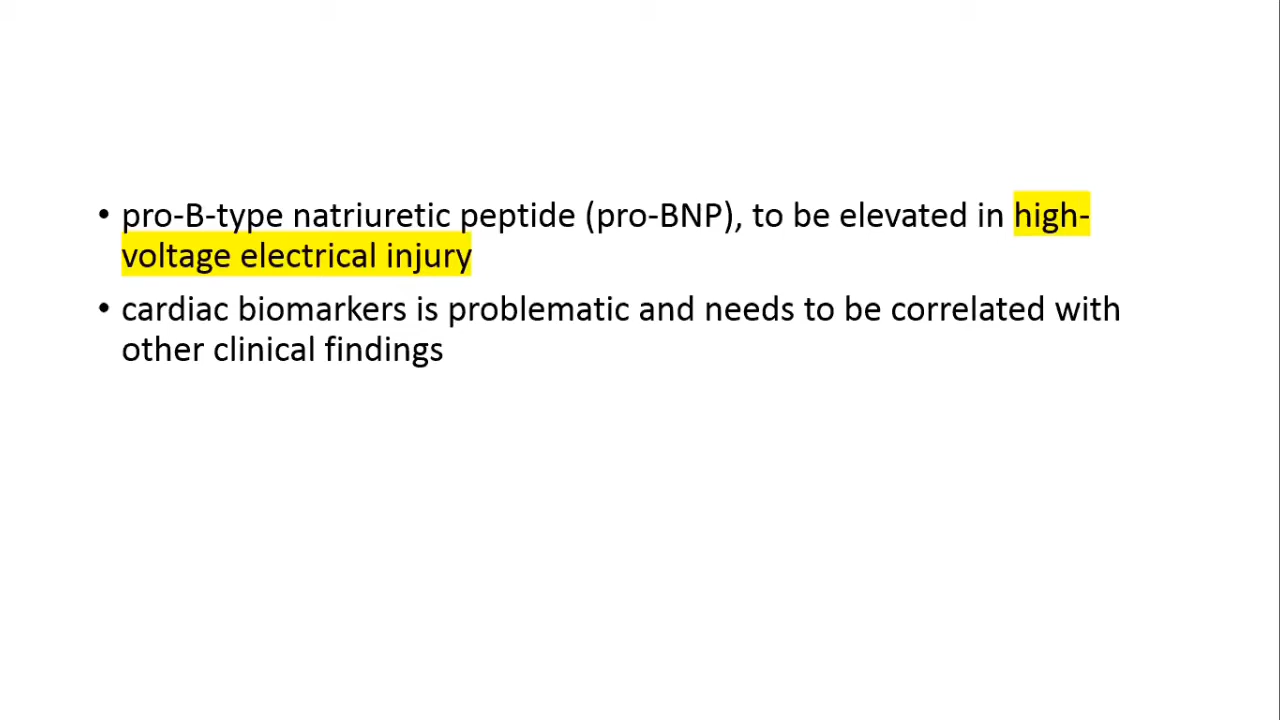 • pro-B-type natriuretic peptide (pro-BNP), to be elevated in high-
voltage electrical injury
• cardiac biomarkers is problematic and needs to be correlated with
other clinical findings